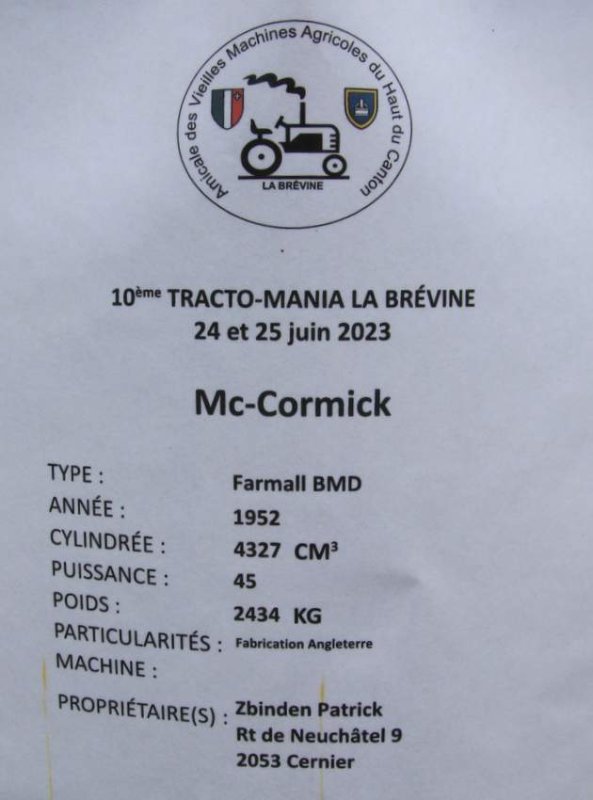 Amicale des Vieilles Machines Agricoles du Haut du Canton
LA BRÉVINE
10ème TRACTO-MANIA LA BRÉVINE
24 et 25 juin 2023
Mc-Cormick
TYPE : Farmall BMD
ANNÉE : 1952
CYLINDRÉE : 4327 CM³
PUISSANCE : 45
POIDS : 2434 KG
PARTICULARITÉS : Fabrication Angleterre
MACHINE :
PROPRIÉTAIRE(S) : Zbinden Patrick
Rt de Neuchâtel 9
2053 Cernier